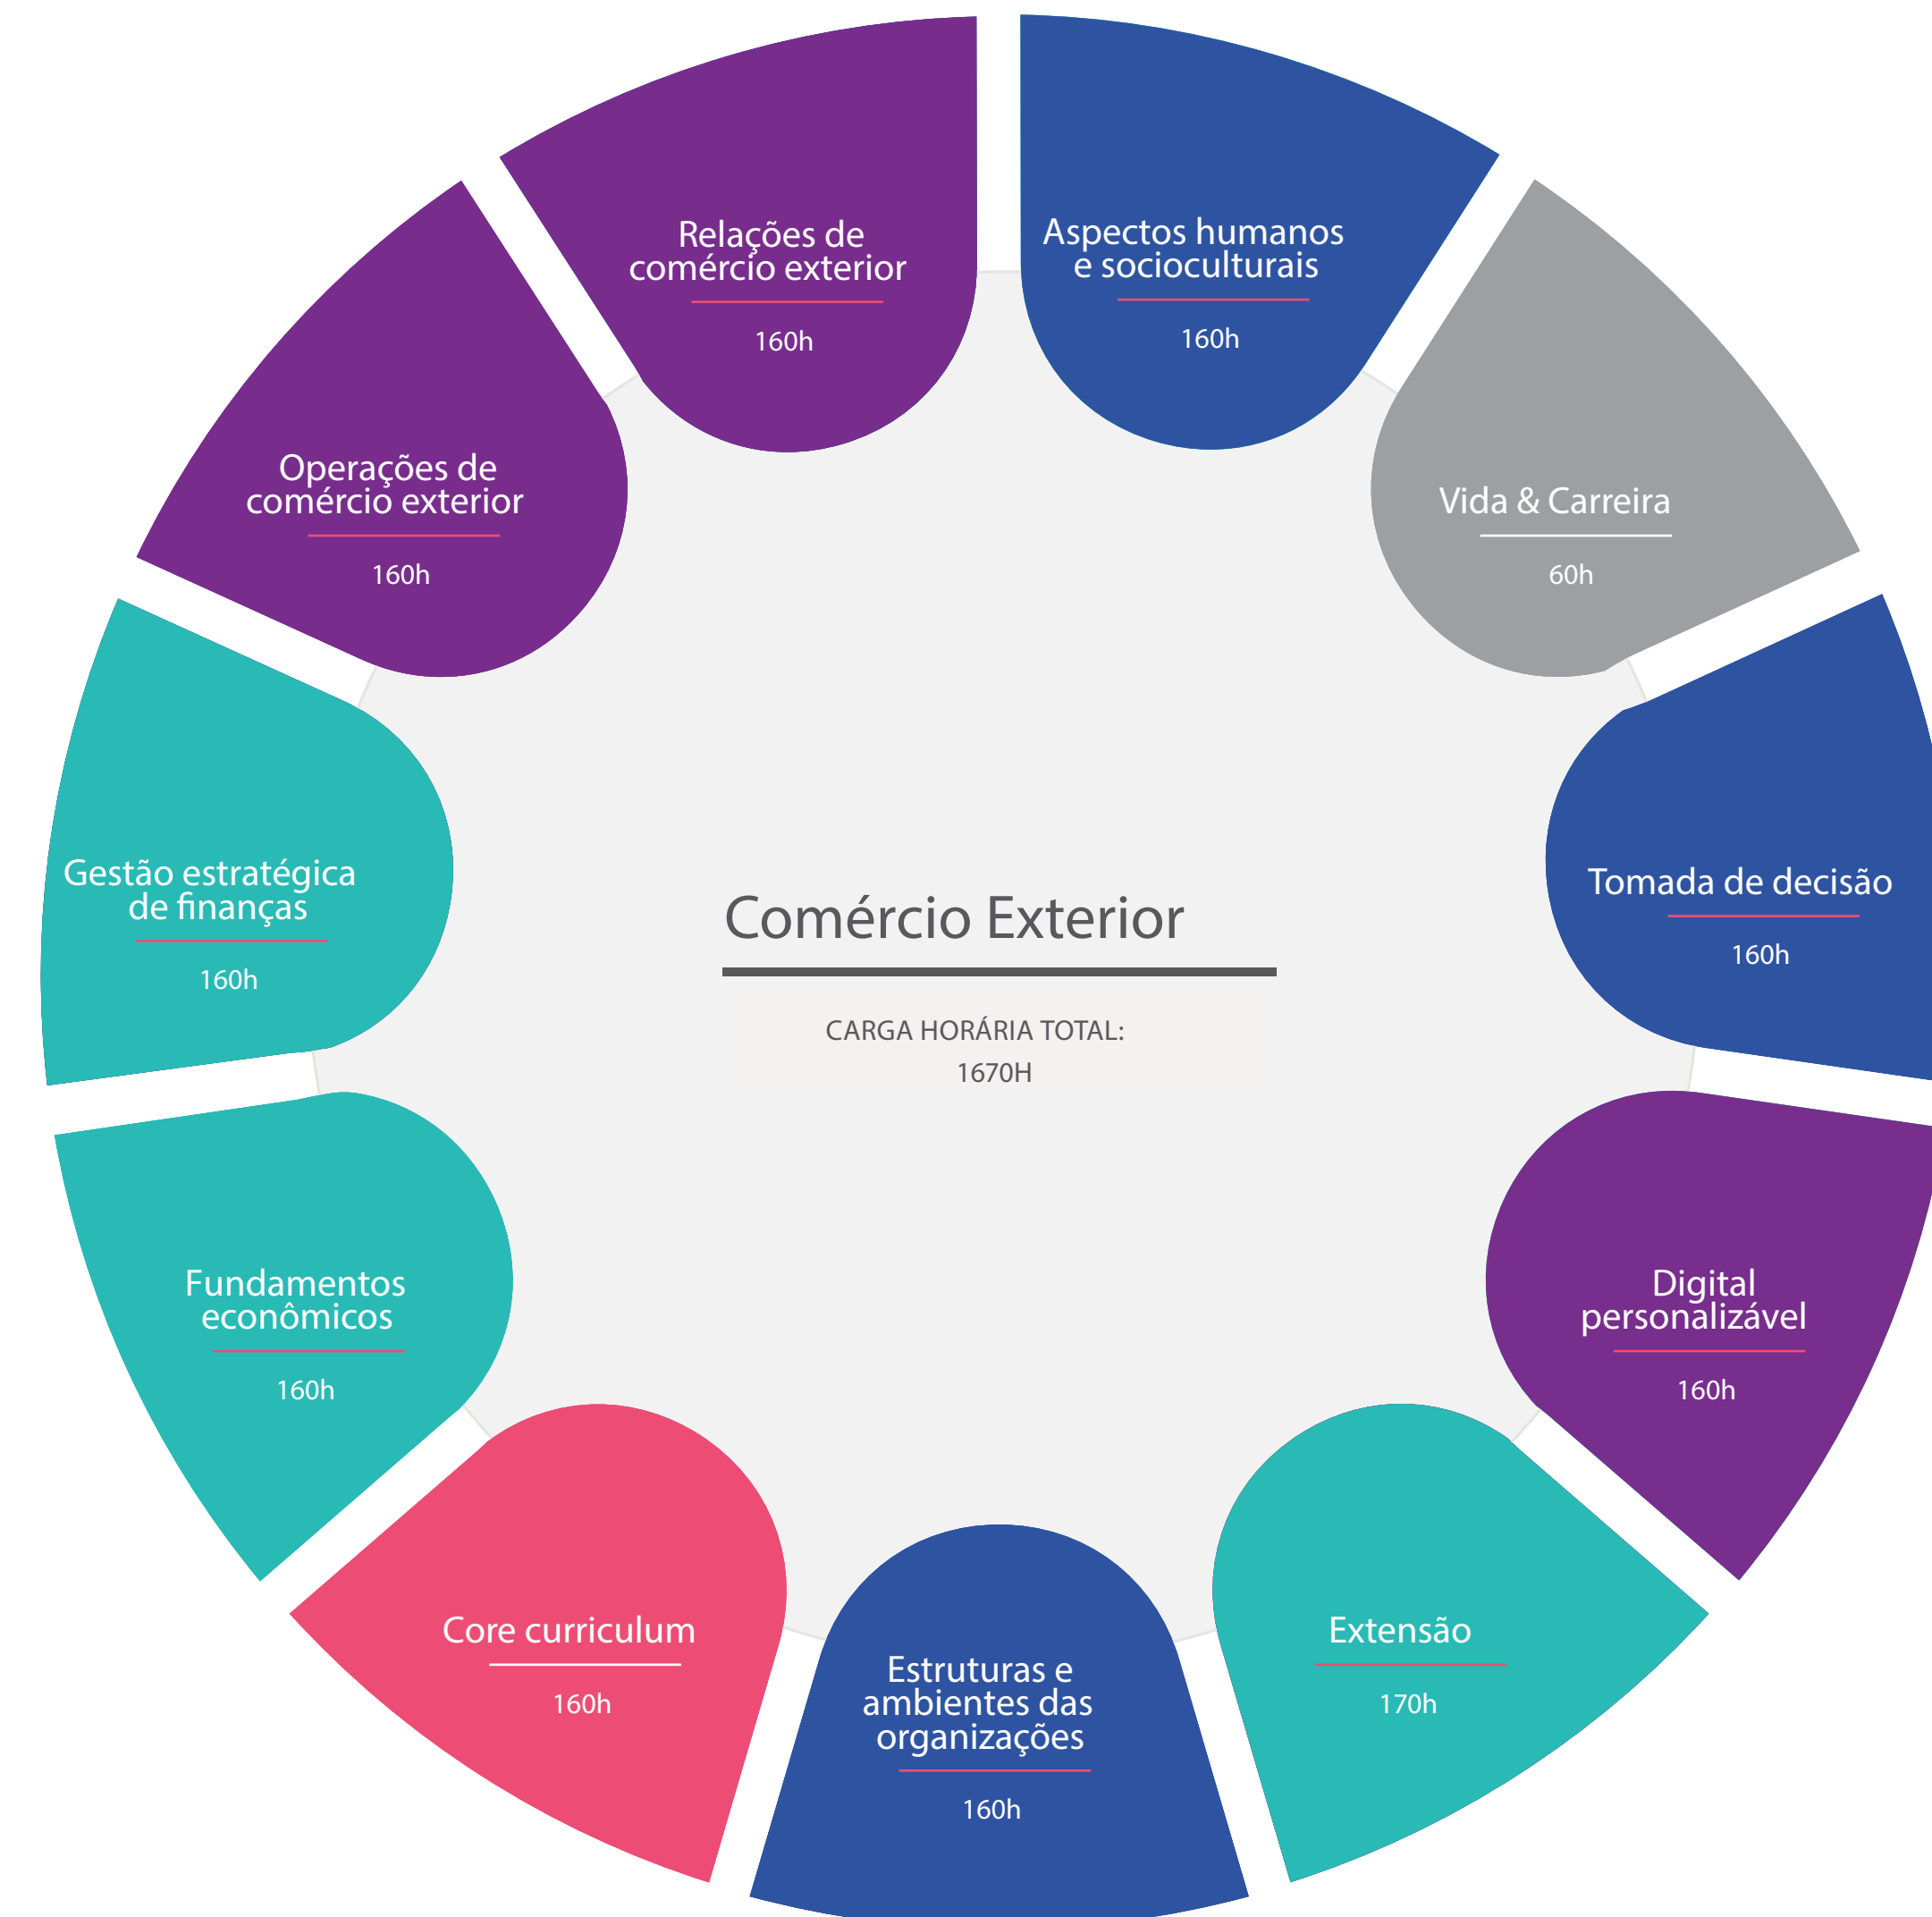 Relações de
comércio exterior
160h
Aspectos humanos
e socioculturais
160h
Operações de
comércio exterior
160h
Vida & Carreira
60h
Gestão estratégica
de finanças
160h
Tomada de decisão
160h
Comércio Exterior
CARGA HORÁRIA TOTAL:
1670H
Fundamentos
econômicos
160h
Digital
personalizável
160h
Core curriculum
160h
Estruturas e
ambientes das
organizações
160h
Extensão
170h